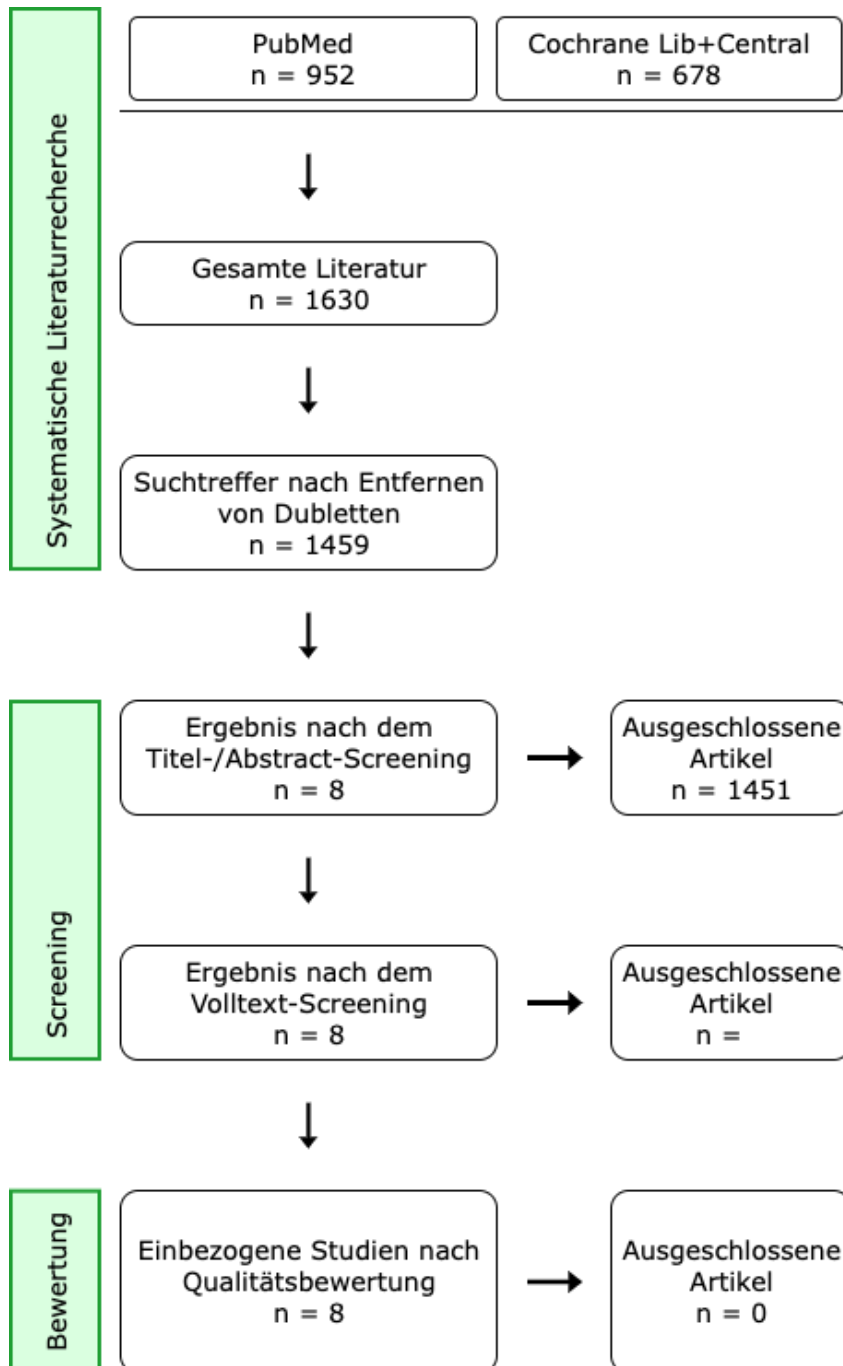 Systematische Literaturrecherche
PubMed
n = 952
Cochrane Lib+Central
n = 678
Gesamte Literatur
n = 1630
Suchtreffer nach Entfernen
von Dubletten
n = 1459
Screening
Ergebnis nach dem
Titel-/Abstract-Screening
n = 8
Ausgeschlossene
Artikel
n = 1451
Ergebnis nach dem
Volltext-Screening
n = 8
Ausgeschlossene
Artikel
n =
Bewertung
Einbezogene Studien nach
Qualitätsbewertung
n = 8
Ausgeschlossene
Artikel
n = 0